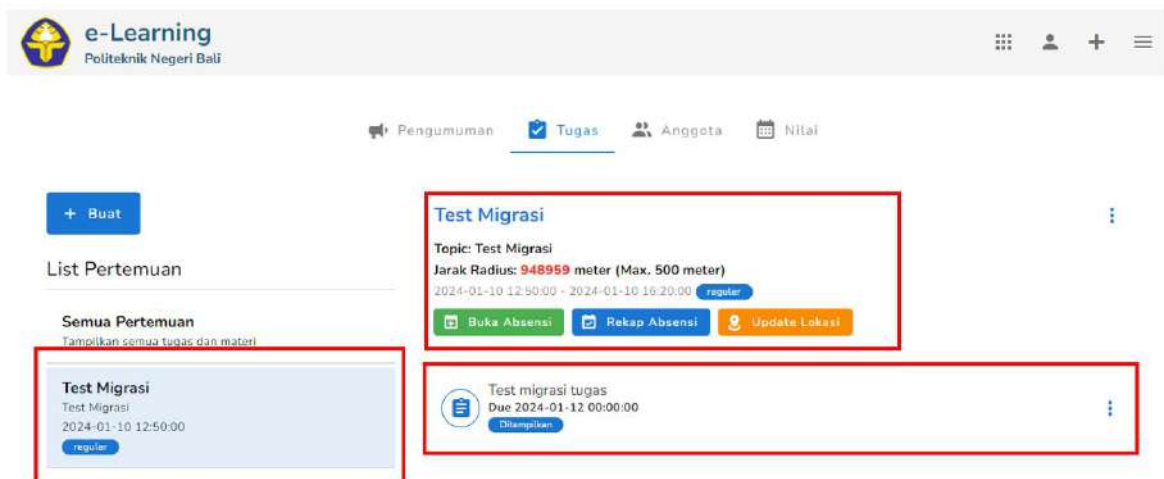 e-Learning
Politeknik Negeri Bali
Pengumuman Tugas Anggota Nilai
+ Buat
List Pertemuan
Semua Pertemuan
Tampilkan semua tugas dan materi
Test Migrasi
Test Migrasi
2024-01-10 12:50:00
reguler
Test Migrasi
Topic: Test Migrasi
Jarak Radius: 948959 meter (Max. 500 meter)
2024-01-10 12:50:00 - 2024-01-10 16:20:00 reguler
Buka Absensi Rekap Absensi Update Lokasi
Test migrasi tugas
Due 2024-01-12 00:00:00
Ditampilkan